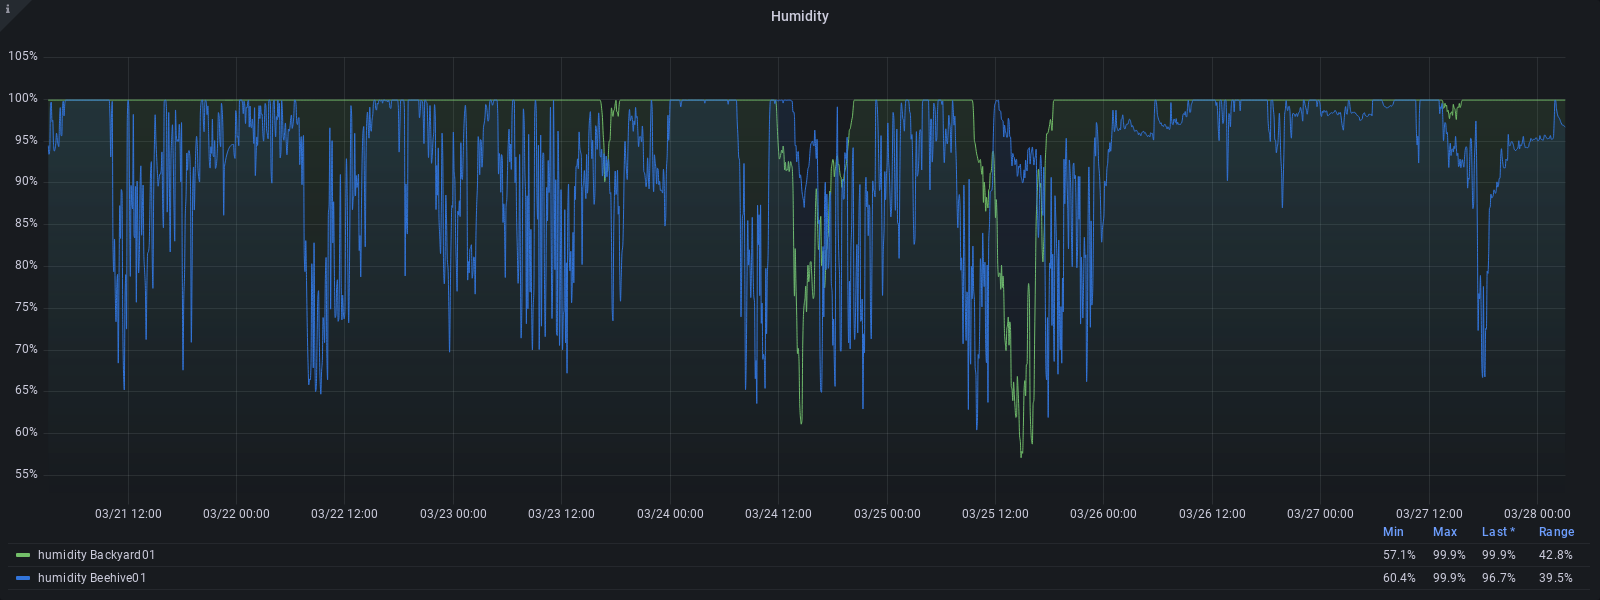 i
Humidity
105%
100%
95%
90%
85%
80%
75%
70%
65%
60%
55%
03/21 12:00 03/22 00:00 03/22 12:00 03/23 00:00 03/23 12:00 03/24 00:00 03/24 12:00 03/25 00:00 03/25 12:00 03/26 00:00 03/26 12:00 03/27 00:00 03/27 12:00 03/28 00:00
Min Max Last * Range
humidity Backyard01 57.1% 99.9% 99.9% 42.8%
humidity Beehive01 60.4% 99.9% 96.7% 39.5%